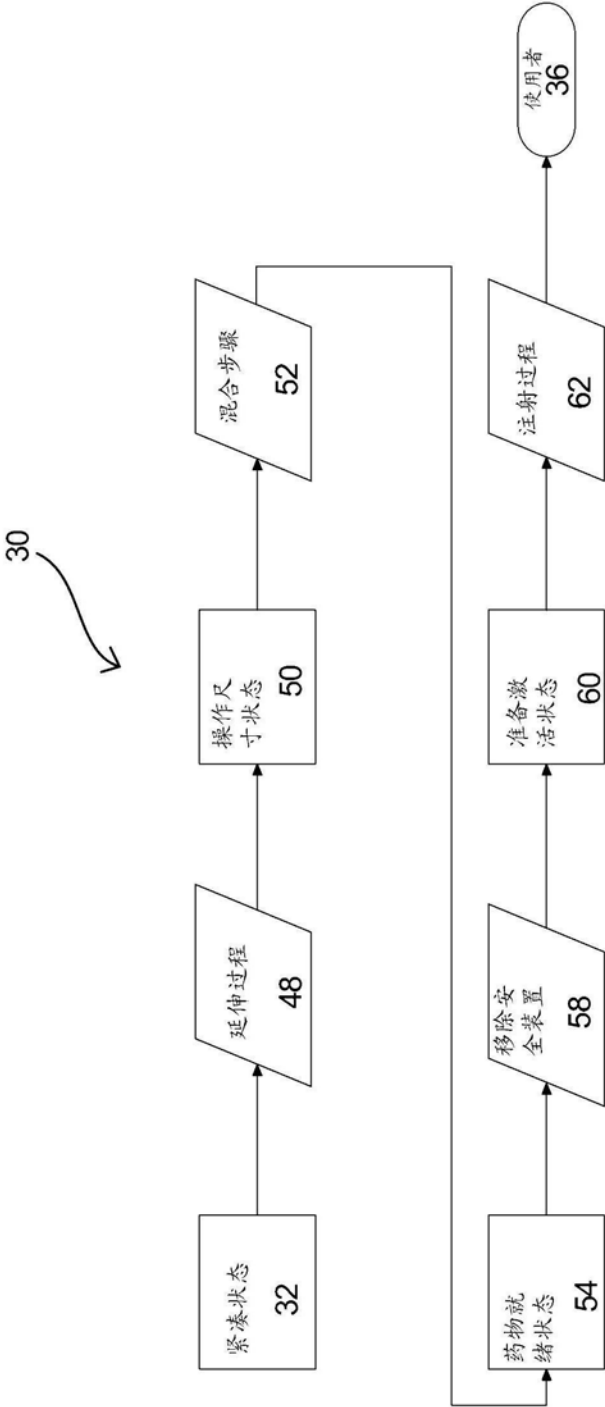 30
紧凑状态
32
延伸过程
48
操作尺
寸状态
50
混合步骤
52
药物就
绪状态
54
移除安
全装置
58
准备激
活状态
60
注射过程
62
使用者
36